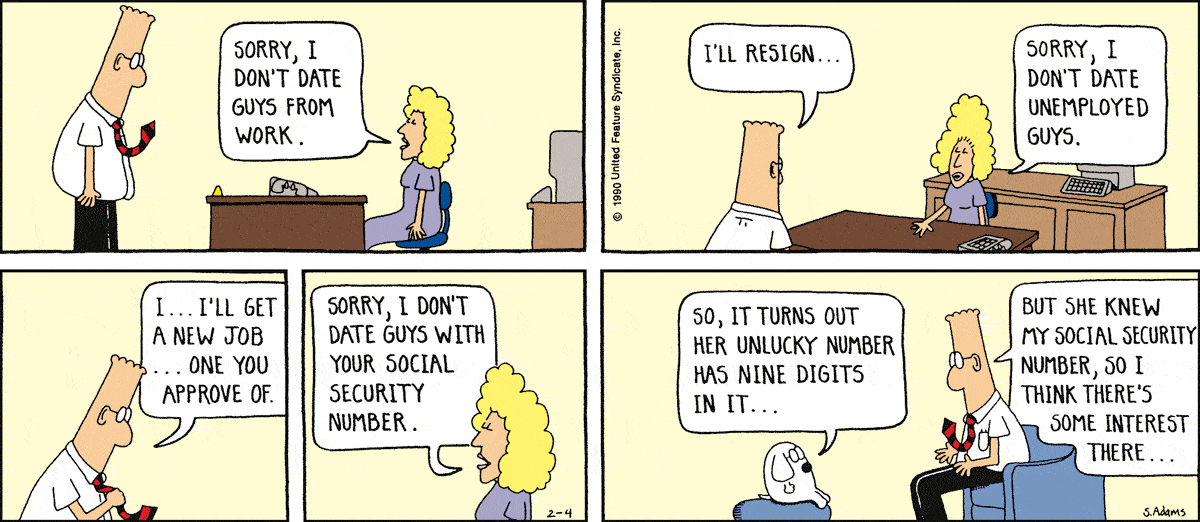 SORRY, I
DON'T DATE
GUYS FROM
WORK.
© 1990 United Feature Syndicate, Inc.
I'LL RESIGN...
SORRY, I
DON'T DATE
UNEMPLOYED
GUYS.
I... I'LL GET
A NEW JOB
... ONE YOU
APPROVE OF.
SORRY, I DON'T
DATE GUYS WITH
YOUR SOCIAL
SECURITY
NUMBER.
2-4
SO, IT TURNS OUT
HER UNLUCKY NUMBER
HAS NINE DIGITS
IN IT...
BUT SHE KNEW
MY SOCIAL SECURITY
NUMBER, SO I
THINK THERE'S
SOME INTEREST
THERE...
S.Adams